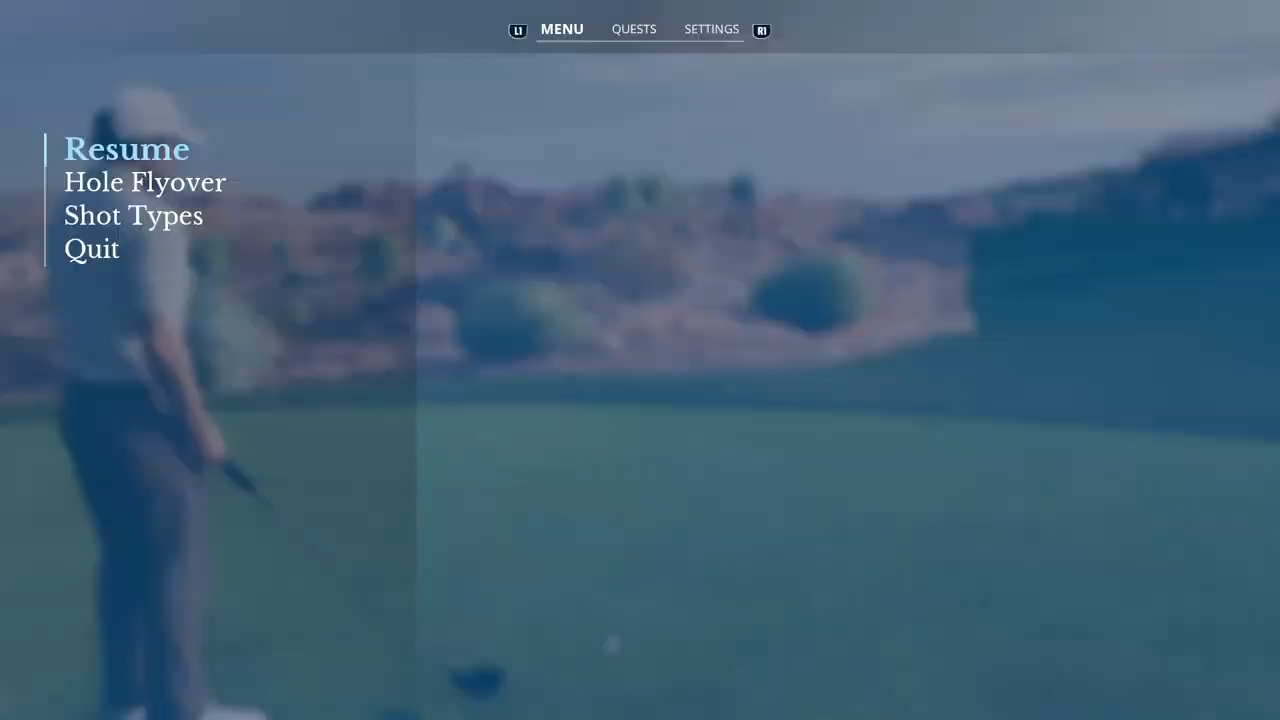 L1 MENU QUESTS SETTINGS R1
Resume
Hole Flyover
Shot Types
Quit